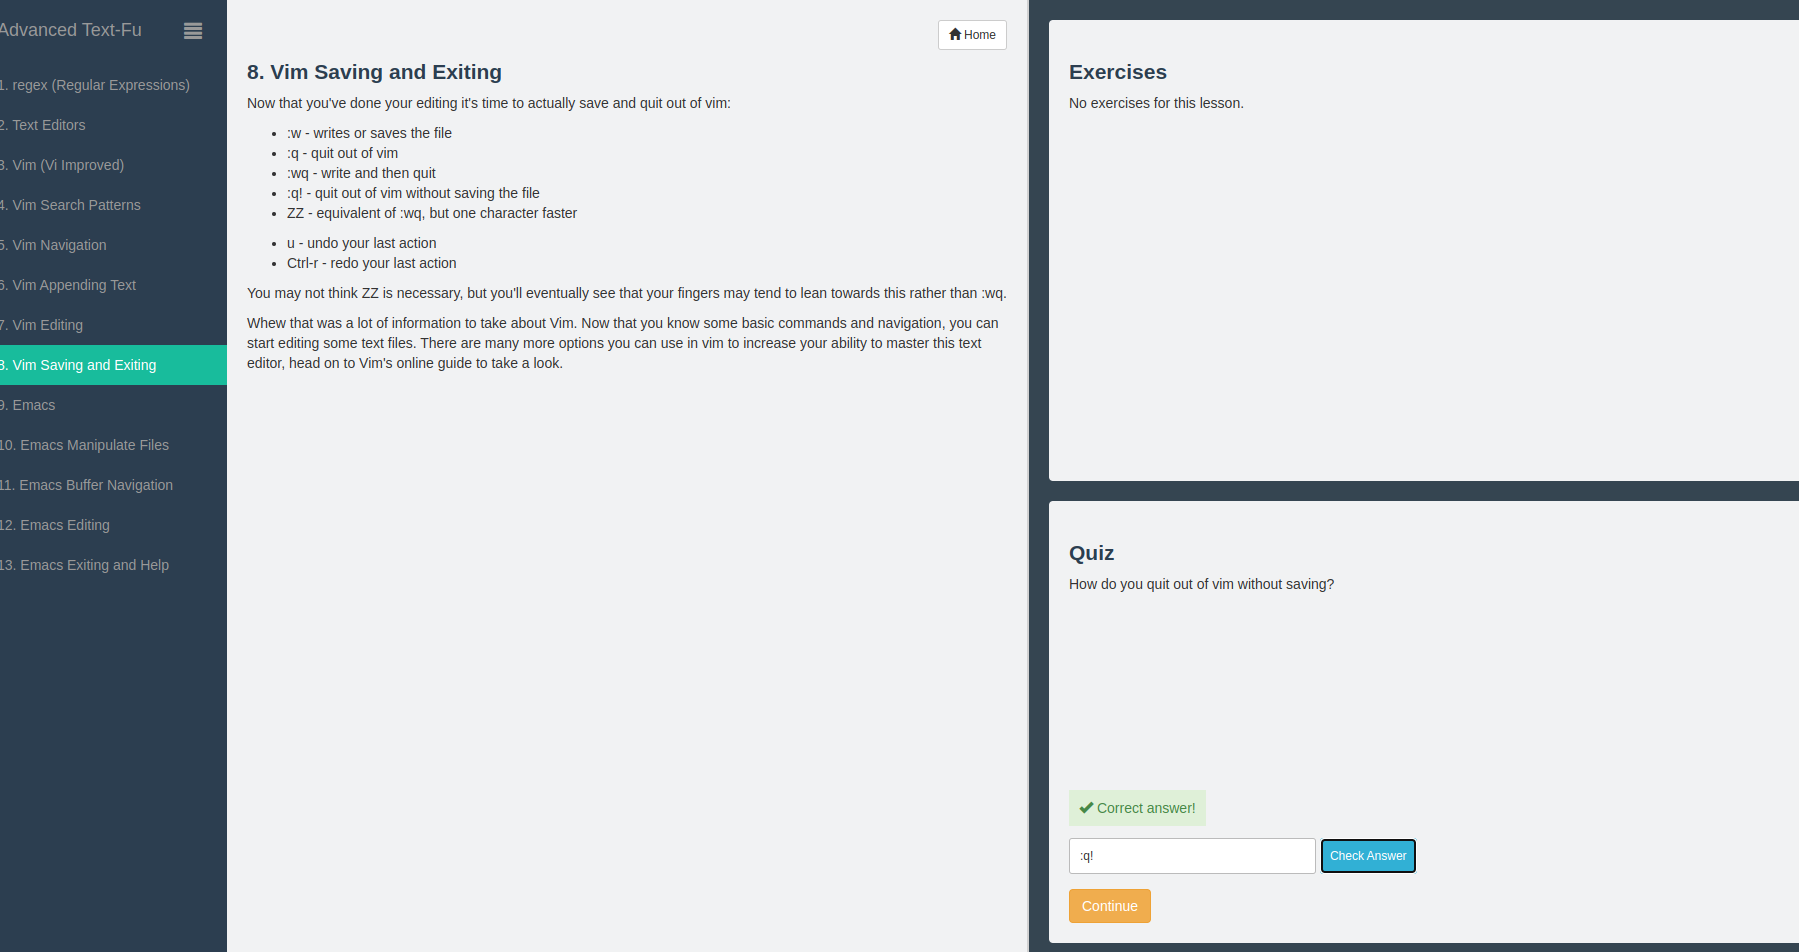 Advanced Text-Fu
1. regex (Regular Expressions)
2. Text Editors
3. Vim (Vi Improved)
4. Vim Search Patterns
5. Vim Navigation
6. Vim Appending Text
7. Vim Editing
8. Vim Saving and Exiting
9. Emacs
10. Emacs Manipulate Files
11. Emacs Buffer Navigation
12. Emacs Editing
13. Emacs Exiting and Help
Home
8. Vim Saving and Exiting
Now that you've done your editing it's time to actually save and quit out of vim:
• :w - writes or saves the file
• :q - quit out of vim
• :wq - write and then quit
• :q! - quit out of vim without saving the file
• ZZ - equivalent of :wq, but one character faster
• u - undo your last action
• Ctrl-r - redo your last action
You may not think ZZ is necessary, but you'll eventually see that your fingers may tend to lean towards this rather than :wq.
Whew that was a lot of information to take about Vim. Now that you know some basic commands and navigation, you can
start editing some text files. There are many more options you can use in vim to increase your ability to master this text
editor, head on to Vim's online guide to take a look.
Exercises
No exercises for this lesson.
Quiz
How do you quit out of vim without saving?
Correct answer!
:q!
Check Answer
Continue